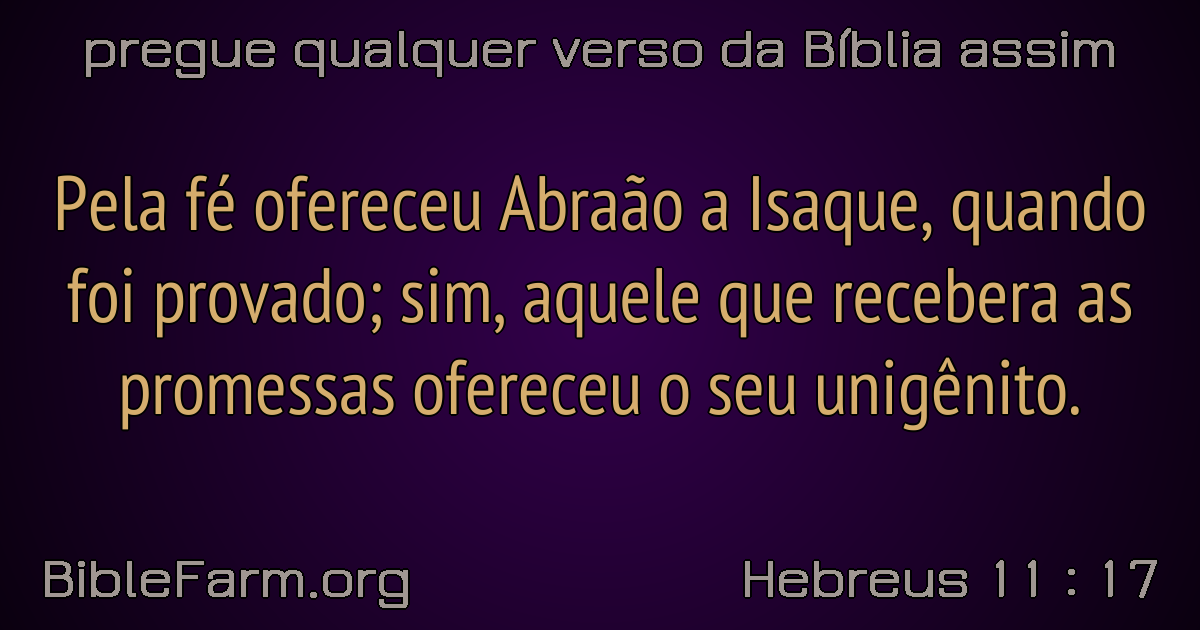 pregue qualquer verso da Bíblia assim
Pela fé ofereceu Abraão a Isaque, quando
foi provado; sim, aquele que recebera as
promessas ofereceu o seu unigênito.
BibleFarm.org
Hebreus 11 : 17